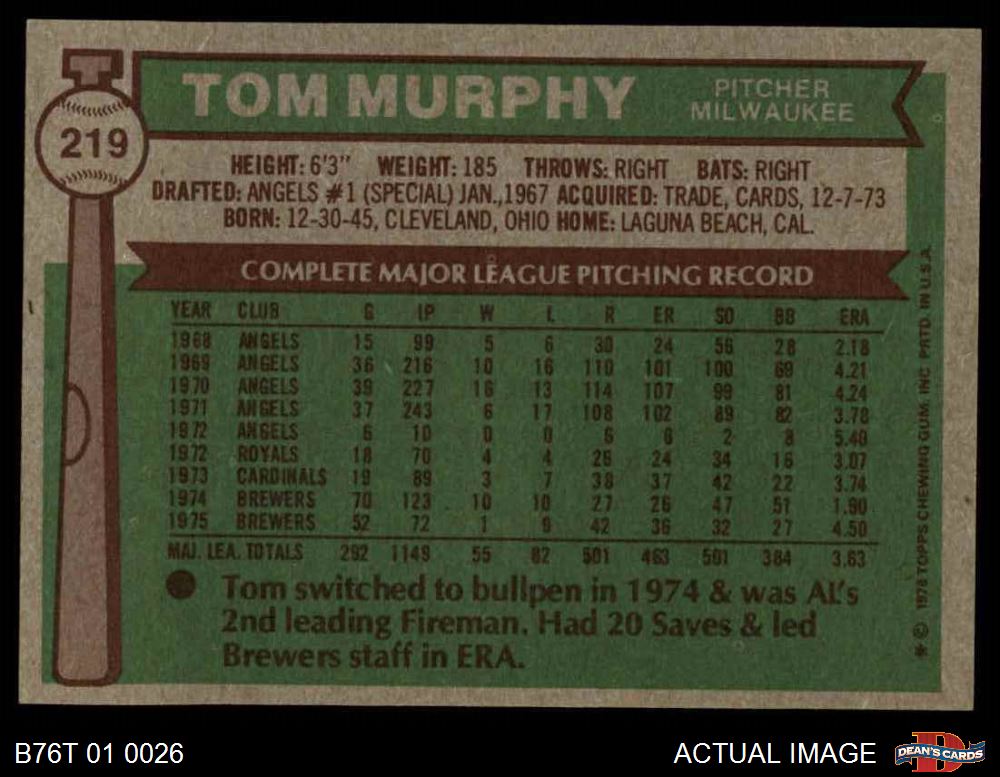 TOM MURPHY
PITCHER
MILWAUKEE
219
HEIGHT: 6'3" WEIGHT: 185 THROWS: RIGHT BATS: RIGHT
DRAFTED: ANGELS #1 (SPECIAL) JAN.,1967 ACQUIRED: TRADE, CARDS, 12-7-73
BORN: 12-30-45, CLEVELAND, OHIO HOME: LAGUNA BEACH, CAL.
COMPLETE MAJOR LEAGUE PITCHING RECORD
YEAR CLUB G IP W L R ER SO BB ERA
1968 ANGELS 15 99 5 6 30 24 56 28 2.18
1969 ANGELS 36 216 10 16 110 101 100 69 4.21
1970 ANGELS 39 227 16 13 114 107 99 81 4.24
1971 ANGELS 37 243 6 17 108 102 89 82 3.78
1972 ANGELS 6 10 0 0 6 6 2 8 5.40
1972 ROYALS 18 70 4 4 26 24 34 16 3.07
1973 CARDINALS 19 89 3 7 38 37 42 22 3.74
1974 BREWERS 70 123 10 10 27 26 47 51 1.90
1975 BREWERS 52 72 1 9 42 36 32 27 4.50
MAJ. LEA. TOTALS 292 1149 55 82 501 463 501 384 3.63
Tom switched to bullpen in 1974 & was AL's
2nd leading Fireman. Had 20 Saves & led
Brewers staff in ERA.
* © 1976 TOPPS CHEWING GUM, INC PRTD. IN U.S.A.
B76T 01 0026
ACTUAL IMAGE
D
DEAN'S CARDS